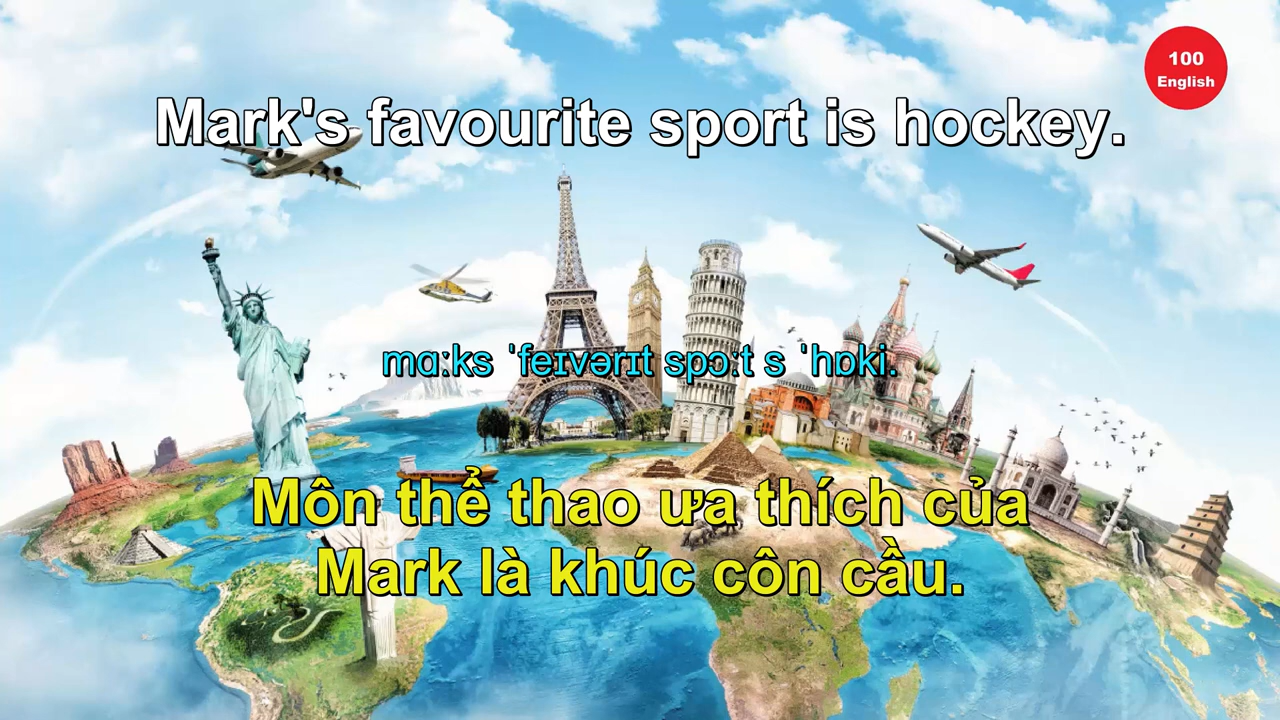 100
English
Mark's favourite sport is hockey.
mɑːks ˈfeɪvərɪt spɔːt s ˈhɒki.
Môn thể thao ưa thích của
Mark là khúc côn cầu.